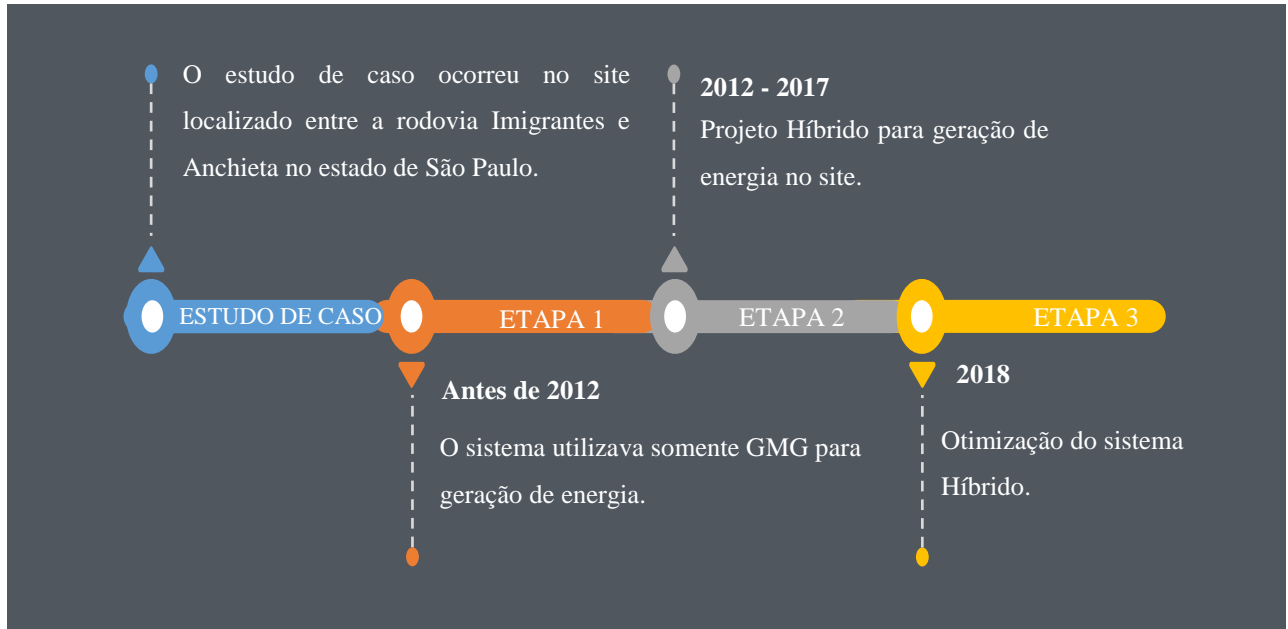 O estudo de caso ocorreu no site
localizado entre a rodovia Imigrantes e
Anchieta no estado de São Paulo.
2012 - 2017
Projeto Híbrido para geração de
energia no site.
ESTUDO DE CASO
ETAPA 1
ETAPA 2
ETAPA 3
Antes de 2012
O sistema utilizava somente GMG para
geração de energia.
2018
Otimização do sistema
Híbrido.